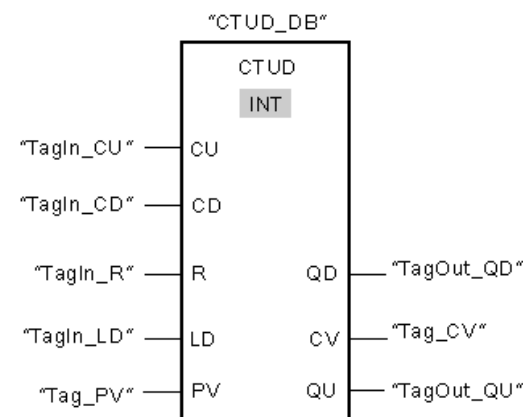 "CTUD_DB"
CTUD
INT
"TagIn_CU" CU
"TagIn_CD" CD
"TagIn_R" R QD "TagOut_QD"
"TagIn_LD" LD CV "Tag_CV"
"Tag_PV" PV QU "TagOut_QU"